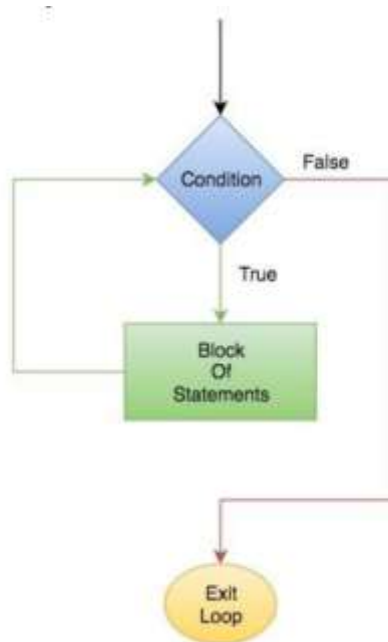 Condition
False
True
Block
Of
Statements
Exit
Loop